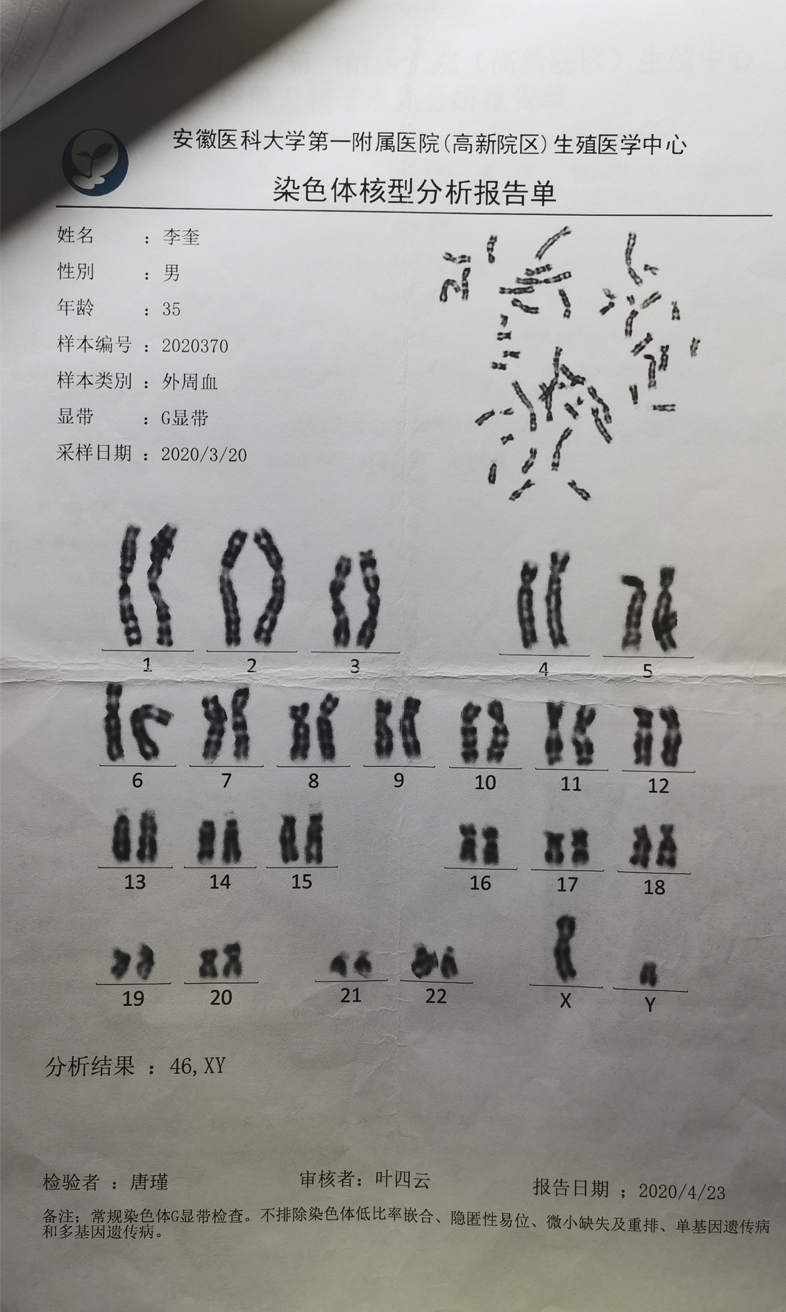 安徽医科大学第一附属医院(高新院区)生殖医学中心
染色体核型分析报告单
姓名 : 李奎
性别 : 男
年龄 : 35
样本编号 : 2020370
样本类别 : 外周血
显带 : G显带
采样日期 : 2020/3/20
1 2 3 4 5
6 7 8 9 10 11 12
13 14 15 16 17 18
19 20 21 22 X Y
分析结果 : 46,XY
检验者 : 唐瑾 审核者: 叶四云 报告日期 ; 2020/4/23
备注; 常规染色体G显带检查。不排除染色体低比率嵌合、隐匿性易位、微小缺失及重排、单基因遗传病
和多基因遗传病。